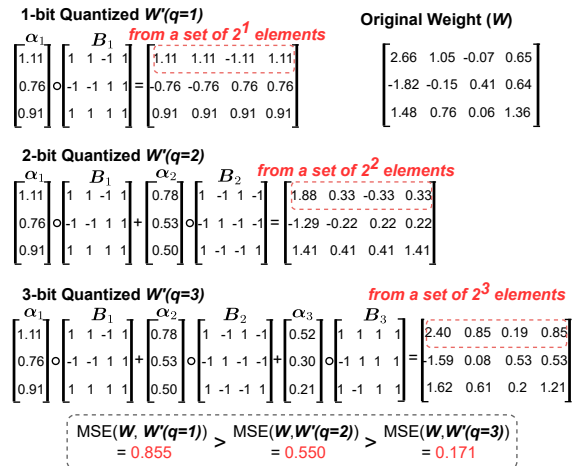 1-bit Quantized W'(q=1)
from a set of 2^1 elements
Original Weight (W)
α1 B1
1.11 1 1 -1 1 1.11 1.11 -1.11 1.11
0.76 ∘ -1 -1 1 1 = -0.76 -0.76 0.76 0.76
0.91 1 1 1 1 0.91 0.91 0.91 0.91
2.66 1.05 -0.07 0.65
-1.82 -0.15 0.41 0.64
1.48 0.76 0.06 1.36
2-bit Quantized W'(q=2)
from a set of 2^2 elements
α1 B1 α2 B2
1.11 1 1 -1 1 0.78 1 -1 1 -1 1.88 0.33 -0.33 0.33
0.76 ∘ -1 -1 1 1 + 0.53 ∘ -1 1 -1 -1 = -1.29 -0.22 0.22 0.22
0.91 1 1 1 1 0.50 1 -1 -1 1 1.41 0.41 0.41 1.41
3-bit Quantized W'(q=3)
from a set of 2^3 elements
α1 B1 α2 B2 α3 B3
1.11 1 1 -1 1 0.78 1 -1 1 -1 0.52 1 1 1 1 2.40 0.85 0.19 0.85
0.76 ∘ -1 -1 1 1 + 0.53 ∘ -1 1 -1 -1 + 0.30 ∘ -1 1 1 1 = -1.59 0.08 0.53 0.53
0.91 1 1 1 1 0.50 1 -1 -1 1 0.21 1 -1 1 1 1.62 0.61 0.2 1.21
MSE(W, W'(q=1)) > MSE(W,W'(q=2)) > MSE(W,W'(q=3))
= 0.855 = 0.550 = 0.171